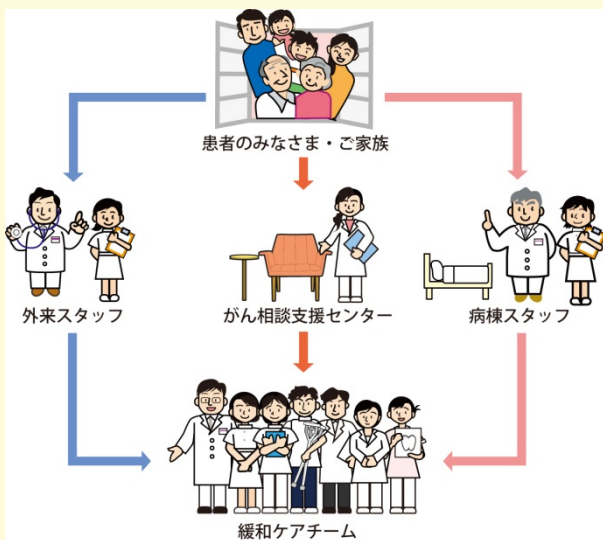 患者のみなさま・ご家族
外来スタッフ
がん相談支援センター
病棟スタッフ
緩和ケアチーム